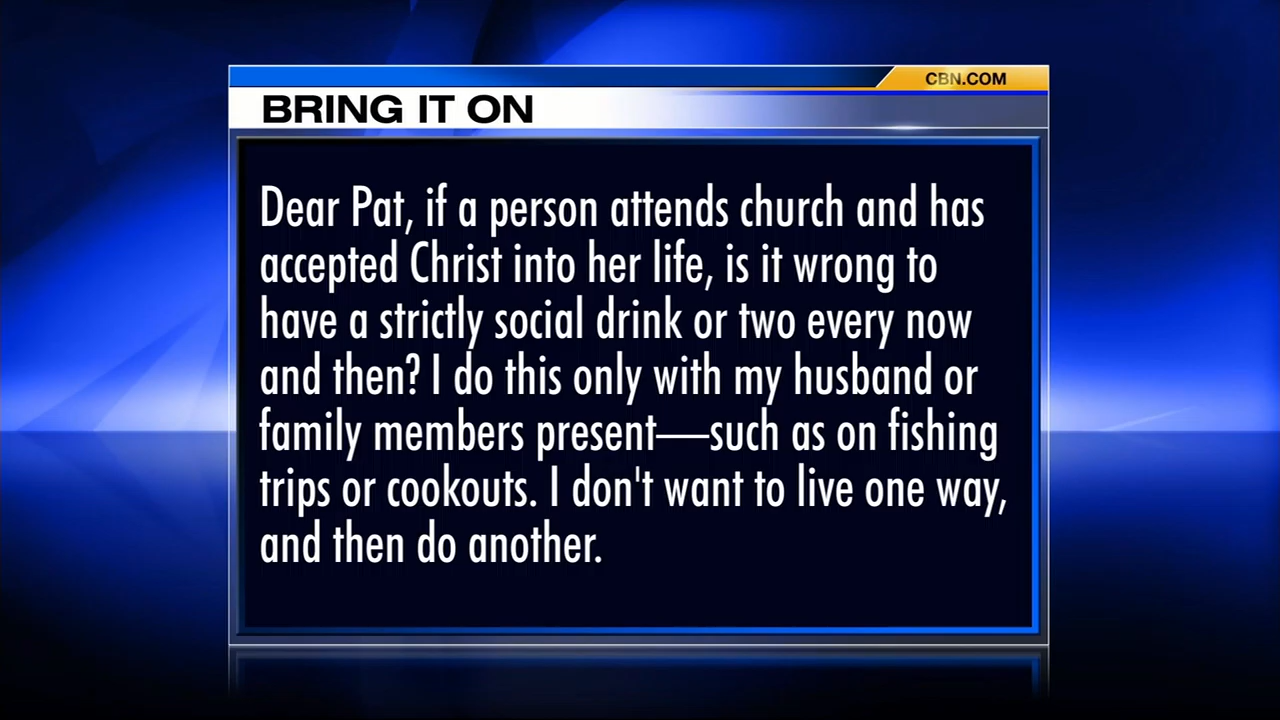 CBN.COM
BRING IT ON
Dear Pat, if a person attends church and has
accepted Christ into her life, is it wrong to
have a strictly social drink or two every now
and then? I do this only with my husband or
family members present—such as on fishing
trips or cookouts. I don't want to live one way,
and then do another.